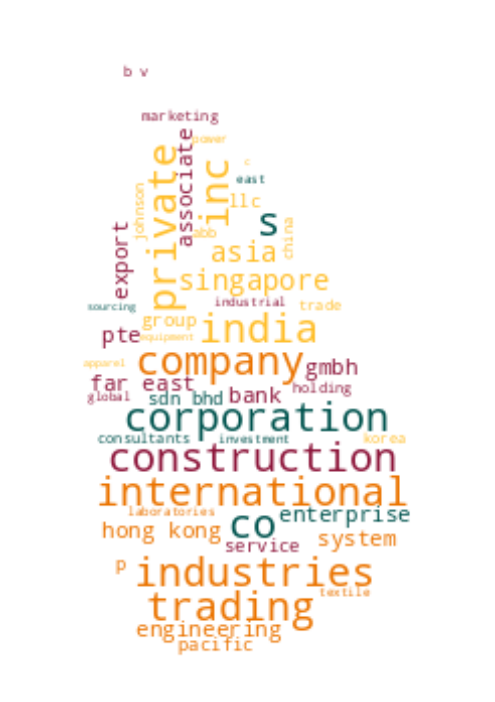 b v
marketing
power
private
associate
inc
c
east
johnson
llc
s
abb
china
export
asia
singapore
sourcing
industrial
trade
group
pte
equipment
india
company
apparel
gmbh
far east
global
sdn bhd
bank
holding
corporation
consultants
investment
korea
construction
international
laboratories
hong kong
co
enterprise
system
service
p
industries
textile
trading
engineering
pacific